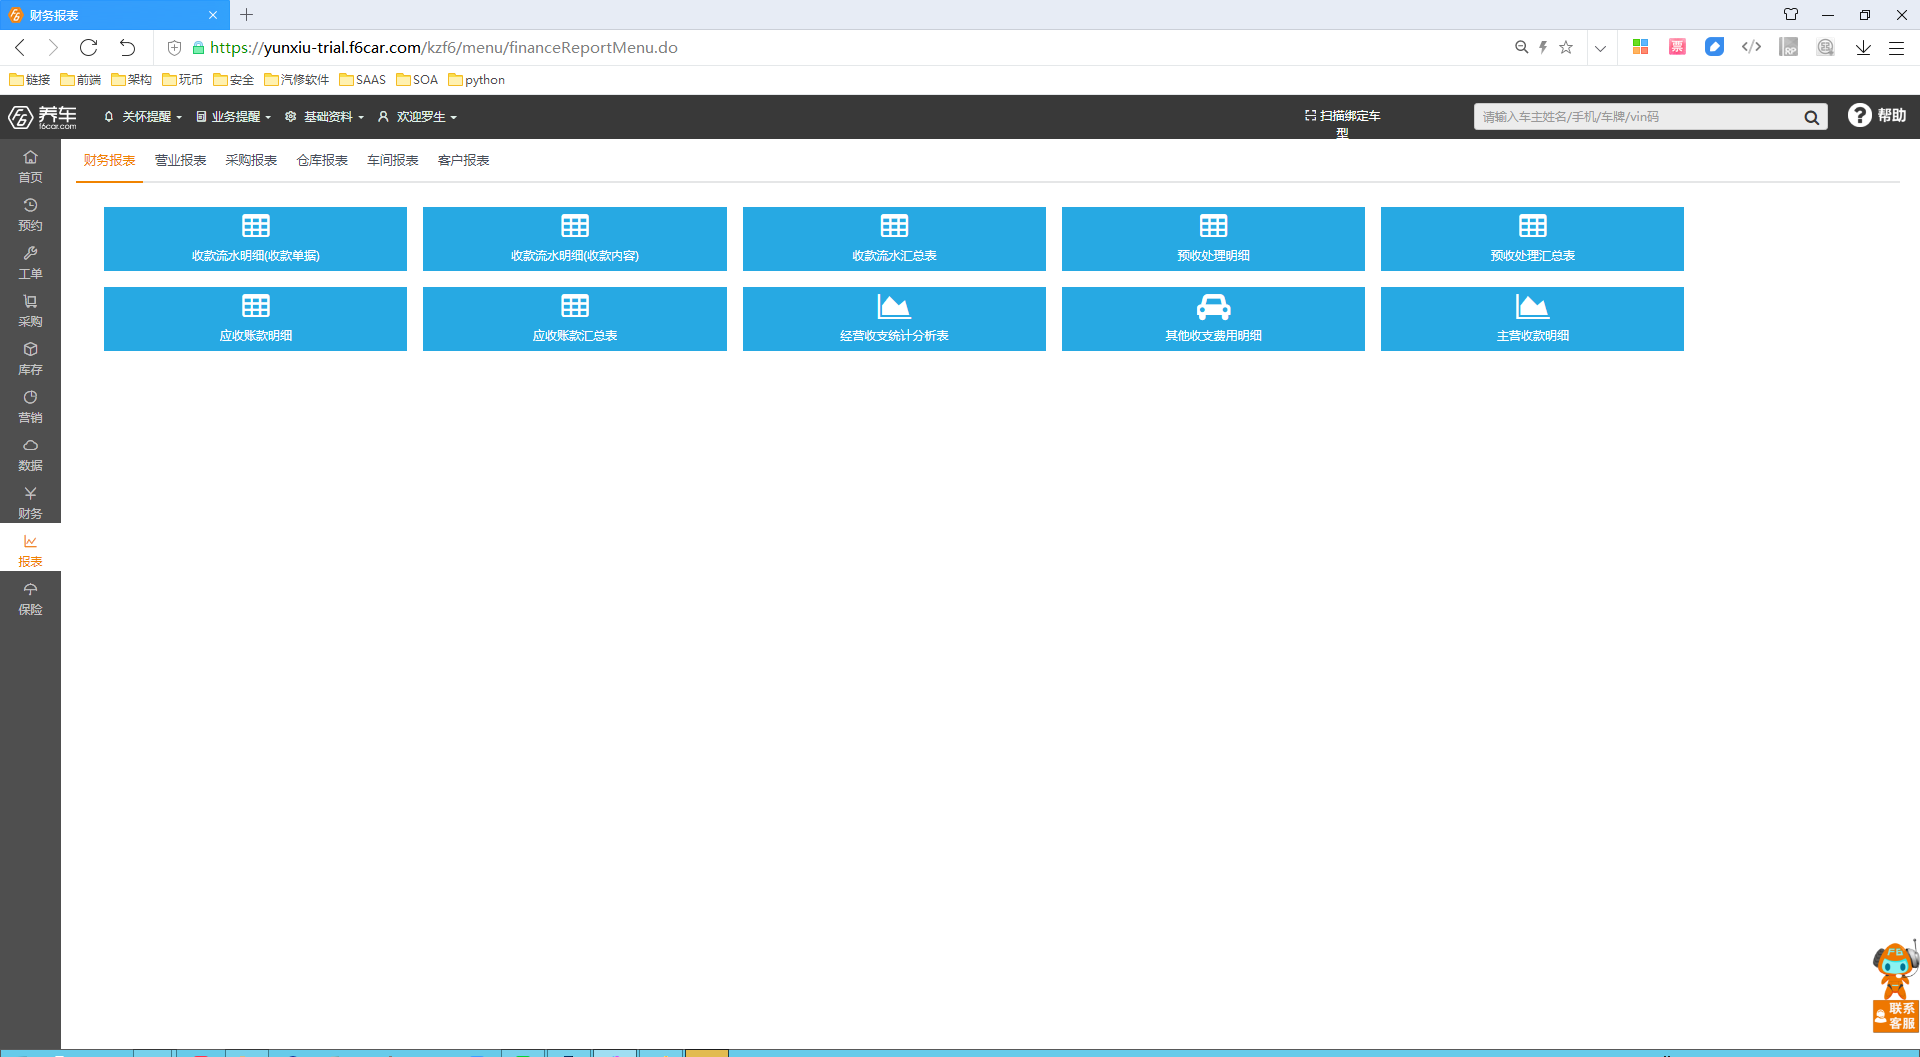 财务报表
https://yunxiu-trial.f6car.com/kzf6/menu/financeReportMenu.do
票
RP
链接 前端 架构 玩币 安全 汽修软件 SAAS SOA python
F6 养车 f6car.com
关怀提醒 业务提醒 基础资料 欢迎罗生
扫描绑定车
型
请输入车主姓名/手机/车牌/vin码
帮助
首页
预约
工单
采购
库存
营销
数据
财务
报表
保险
财务报表 营业报表 采购报表 仓库报表 车间报表 客户报表
收款流水明细(收款单据) 收款流水明细(收款内容) 收款流水汇总表 预收处理明细 预收处理汇总表
应收账款明细 应收账款汇总表 经营收支统计分析表 其他收支费用明细 主营收款明细
F6
联系
客服